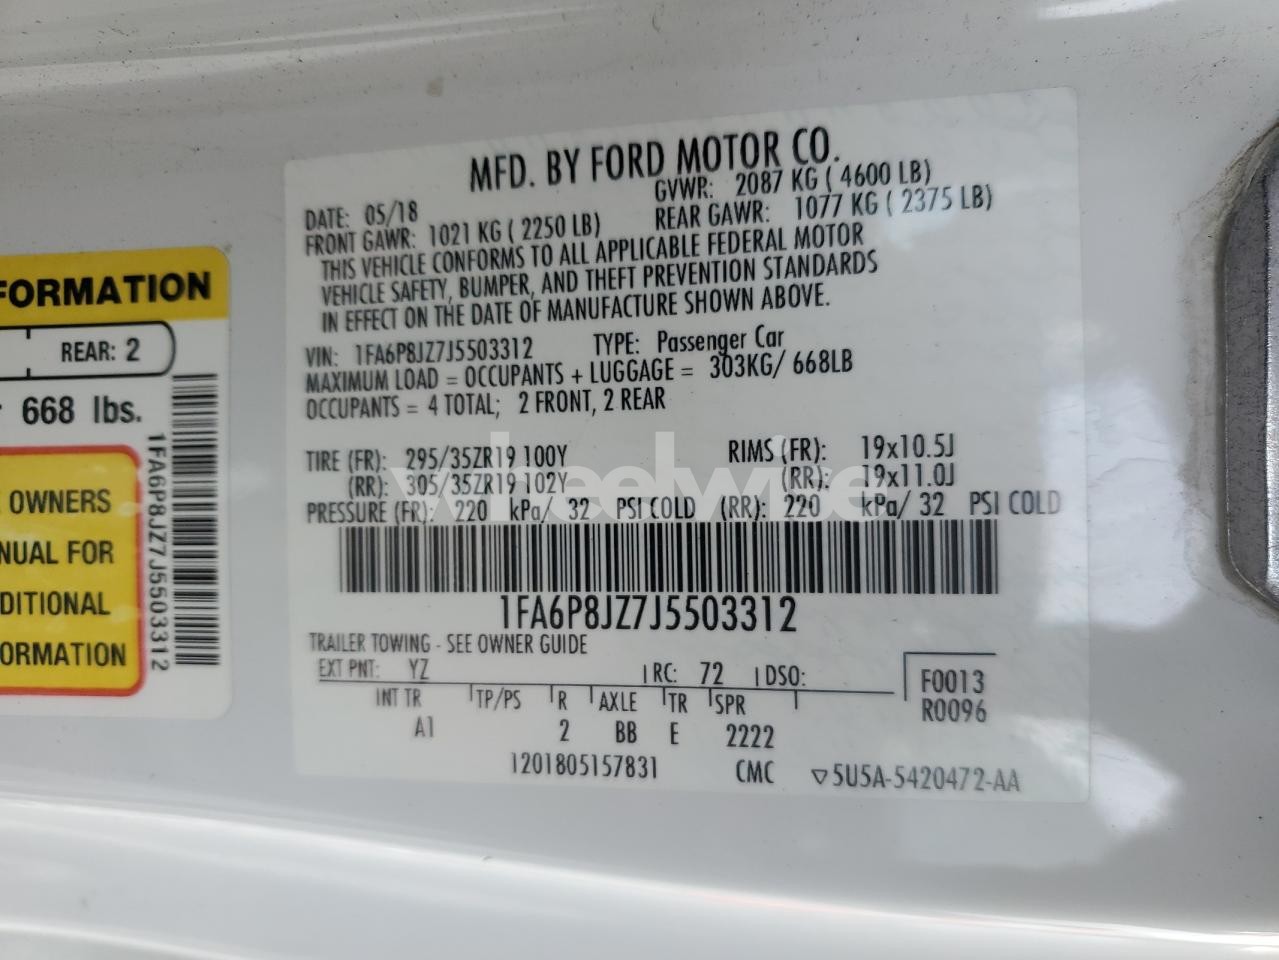 MFD. BY FORD MOTOR CO.
DATE: 05/18 GVWR: 2087 KG ( 4600 LB)
FRONT GAWR: 1021 KG ( 2250 LB) REAR GAWR: 1077 KG ( 2375 LB)
THIS VEHICLE CONFORMS TO ALL APPLICABLE FEDERAL MOTOR
VEHICLE SAFETY, BUMPER, AND THEFT PREVENTION STANDARDS
IN EFFECT ON THE DATE OF MANUFACTURE SHOWN ABOVE.
VIN: 1FA6P8JZ7J5503312 TYPE: Passenger Car
MAXIMUM LOAD = OCCUPANTS + LUGGAGE = 303KG/ 668LB
OCCUPANTS = 4 TOTAL; 2 FRONT, 2 REAR
TIRE (FR): 295/35ZR19 100Y RIMS (FR): 19x10.5J
(RR): 305/35ZR19 102Y (RR): 19x11.0J
PRESSURE (FR): 220 kPa/ 32 PSI COLD (RR): 220 kPa/ 32 PSI COLD
1FA6P8JZ7J5503312
TRAILER TOWING - SEE OWNER GUIDE
EXT PNT: YZ RC: 72 DSO:
INT TR TP/PS R AXLE TR SPR
A1 2 BB E 2222
F0013
R0096
1201805157831 CMC 5U5A-5420472-AA
FORMATION
REAR: 2
668 lbs.
OWNERS
NUAL FOR
DITIONAL
ORMATION
1FA6P8JZ7J5503312
wheelwise